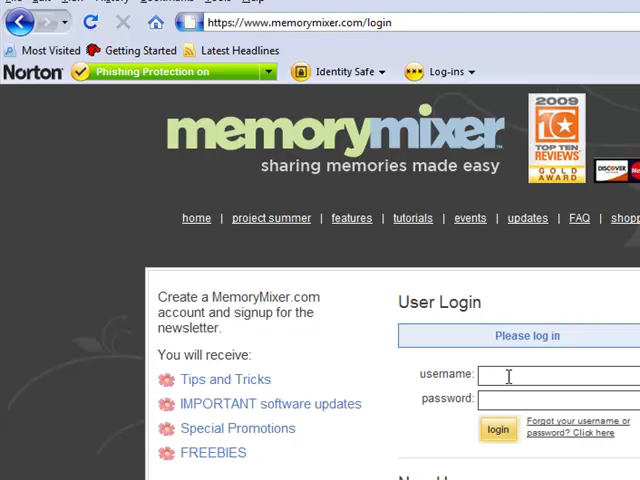 https://www.memorymixer.com/login
Most Visited Getting Started Latest Headlines
Norton Phishing Protection on Identity Safe Log-ins
memorymixer™
sharing memories made easy
2009
TOP TEN
REVIEWS
GOLD
AWARD
DISCOVER
home | project summer | features | tutorials | events | updates | FAQ | shopp
Create a MemoryMixer.com
account and signup for the
newsletter.
You will receive:
Tips and Tricks
IMPORTANT software updates
Special Promotions
FREEBIES
User Login
Please log in
username:
password:
login
Forgot your username or
password? Click here